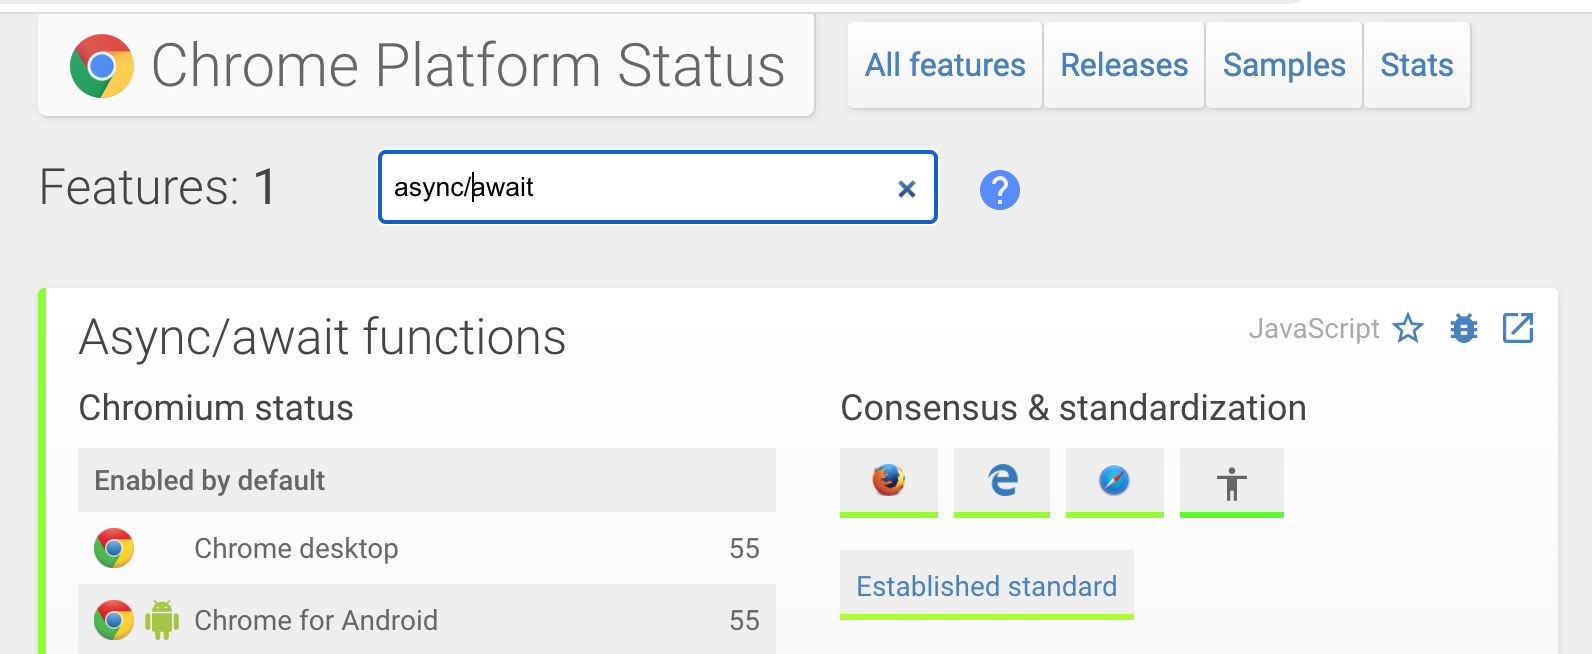 Chrome Platform Status
All features Releases Samples Stats
Features: 1
async/await
Async/await functions
JavaScript
Chromium status
Enabled by default
Chrome desktop 55
Chrome for Android 55
Consensus & standardization
Established standard